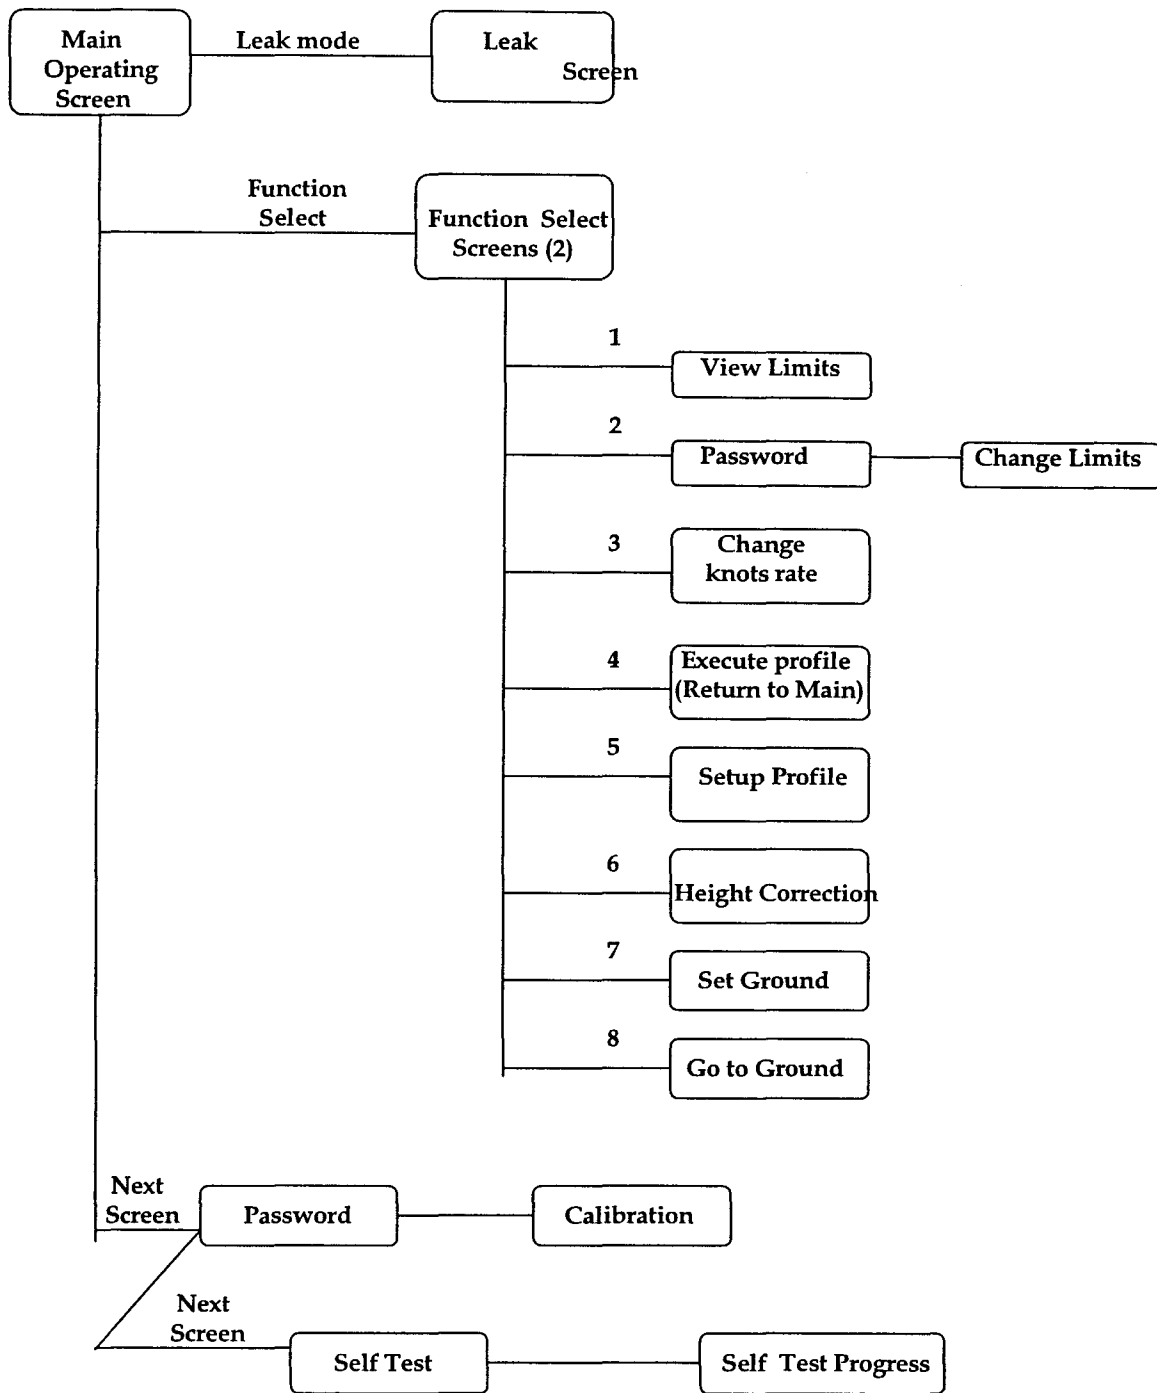 Main
Operating
Screen
Leak mode
Leak
Screen
Function
Select
Function Select
Screens (2)
1
View Limits
2
Password
Change Limits
3
Change
knots rate
4
Execute profile
(Return to Main)
5
Setup Profile
6
Height Correction
7
Set Ground
8
Go to Ground
Next
Screen
Password
Calibration
Next
Screen
Self Test
Self Test Progress